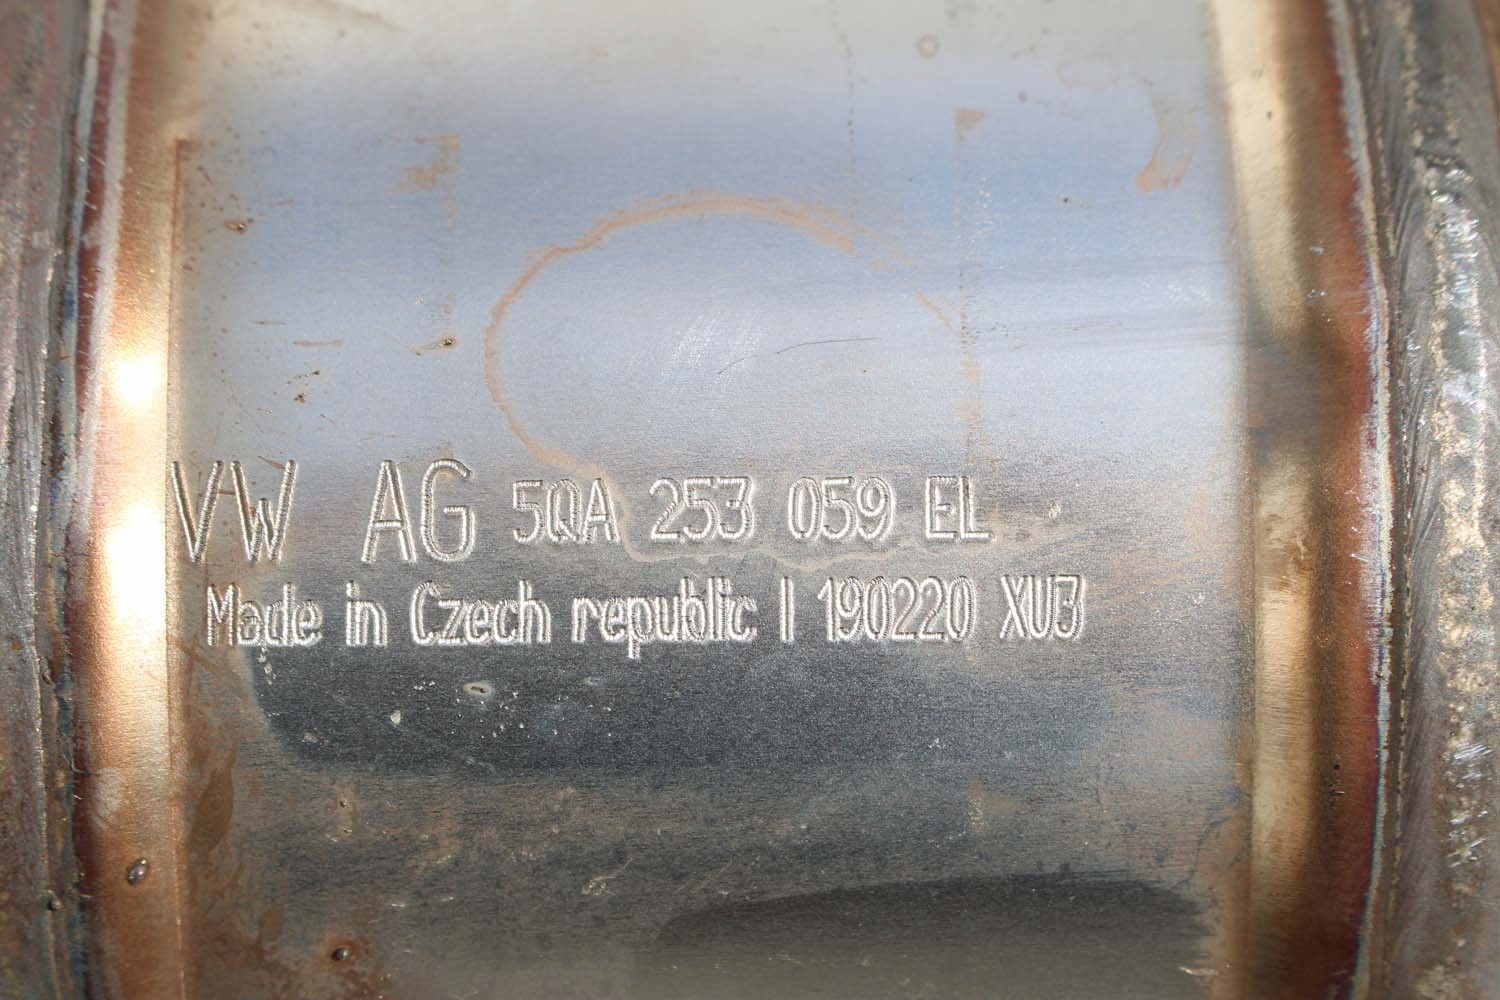 VW AG 5QA 253 059 EL
Made in Czech republic | 190220 XU3